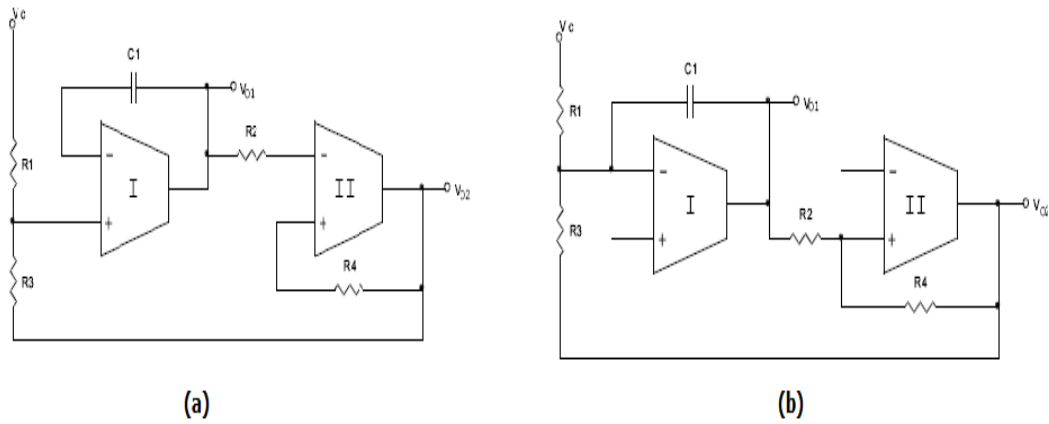 Vc
C1
VO1
R2
R1
−
I
+
−
II
+
VO2
R3
R4
(a)
Vc
R1
C1
VO1
−
I
+
R3
R2
−
II
+
VO2
R4
(b)